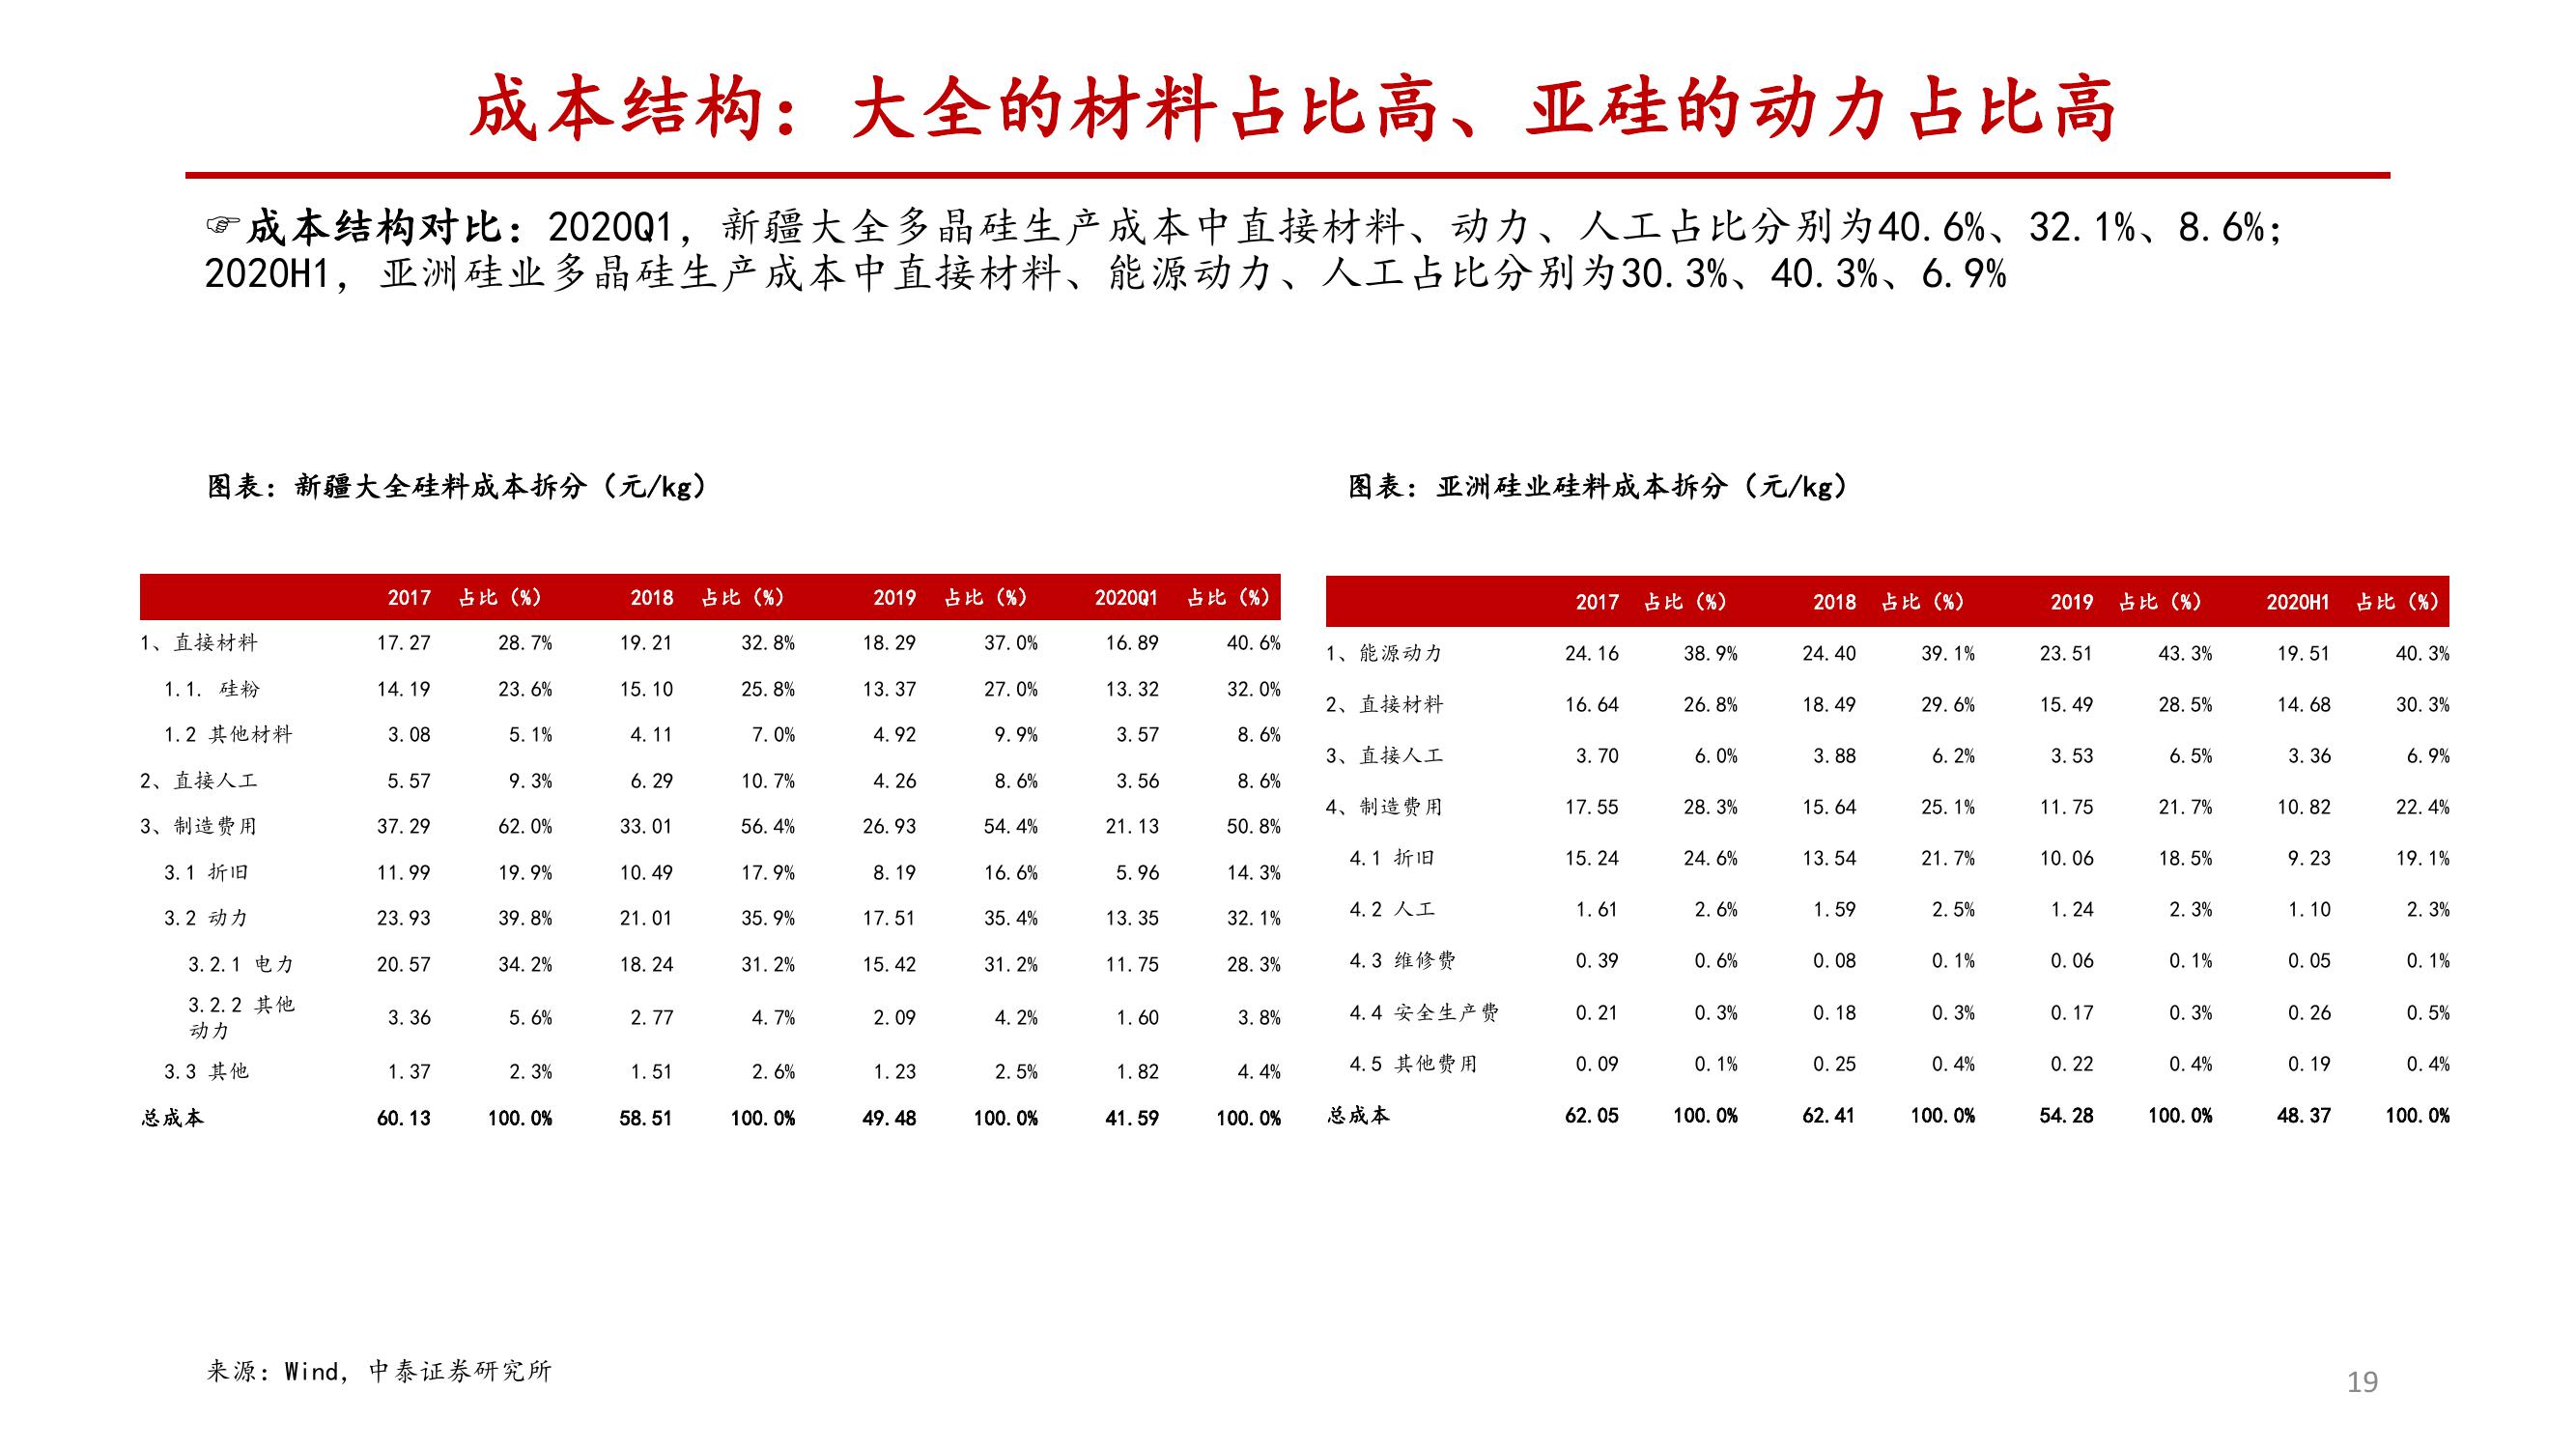 成本结构：大全的材料占比高、亚硅的动力占比高
☞成本结构对比：2020Q1，新疆大全多晶硅生产成本中直接材料、动力、人工占比分别为40.6%、32.1%、8.6%；
2020H1，亚洲硅业多晶硅生产成本中直接材料、能源动力、人工占比分别为30.3%、40.3%、6.9%
图表：新疆大全硅料成本拆分（元/kg）
2017 占比（%） 2018 占比（%） 2019 占比（%） 2020Q1 占比（%）
1、直接材料 17.27 28.7% 19.21 32.8% 18.29 37.0% 16.89 40.6%
1.1. 硅粉 14.19 23.6% 15.10 25.8% 13.37 27.0% 13.32 32.0%
1.2 其他材料 3.08 5.1% 4.11 7.0% 4.92 9.9% 3.57 8.6%
2、直接人工 5.57 9.3% 6.29 10.7% 4.26 8.6% 3.56 8.6%
3、制造费用 37.29 62.0% 33.01 56.4% 26.93 54.4% 21.13 50.8%
3.1 折旧 11.99 19.9% 10.49 17.9% 8.19 16.6% 5.96 14.3%
3.2 动力 23.93 39.8% 21.01 35.9% 17.51 35.4% 13.35 32.1%
3.2.1 电力 20.57 34.2% 18.24 31.2% 15.42 31.2% 11.75 28.3%
3.2.2 其他
动力 3.36 5.6% 2.77 4.7% 2.09 4.2% 1.60 3.8%
3.3 其他 1.37 2.3% 1.51 2.6% 1.23 2.5% 1.82 4.4%
总成本 60.13 100.0% 58.51 100.0% 49.48 100.0% 41.59 100.0%
图表：亚洲硅业硅料成本拆分（元/kg）
2017 占比（%） 2018 占比（%） 2019 占比（%） 2020H1 占比（%）
1、能源动力 24.16 38.9% 24.40 39.1% 23.51 43.3% 19.51 40.3%
2、直接材料 16.64 26.8% 18.49 29.6% 15.49 28.5% 14.68 30.3%
3、直接人工 3.70 6.0% 3.88 6.2% 3.53 6.5% 3.36 6.9%
4、制造费用 17.55 28.3% 15.64 25.1% 11.75 21.7% 10.82 22.4%
4.1 折旧 15.24 24.6% 13.54 21.7% 10.06 18.5% 9.23 19.1%
4.2 人工 1.61 2.6% 1.59 2.5% 1.24 2.3% 1.10 2.3%
4.3 维修费 0.39 0.6% 0.08 0.1% 0.06 0.1% 0.05 0.1%
4.4 安全生产费 0.21 0.3% 0.18 0.3% 0.17 0.3% 0.26 0.5%
4.5 其他费用 0.09 0.1% 0.25 0.4% 0.22 0.4% 0.19 0.4%
总成本 62.05 100.0% 62.41 100.0% 54.28 100.0% 48.37 100.0%
来源：Wind，中泰证券研究所
19